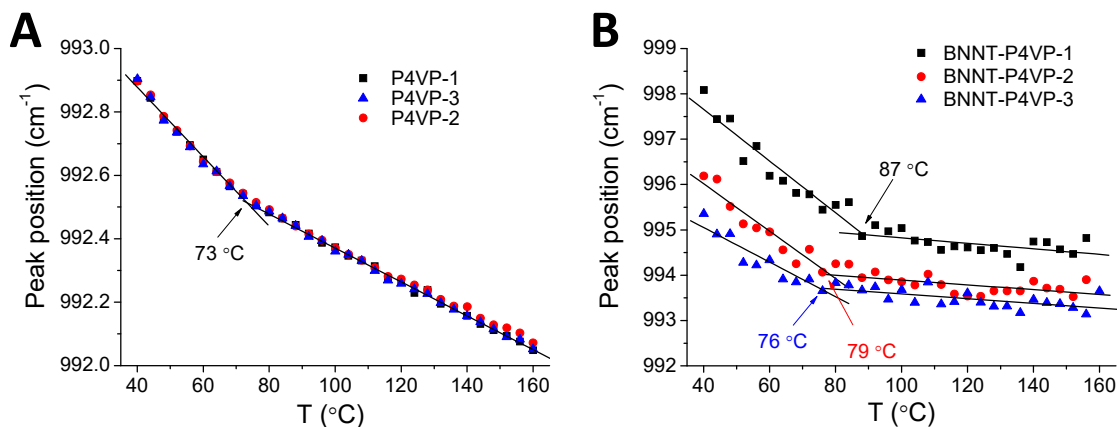 A
Peak position (cm-1)
993.0
992.8
992.6
992.4
992.2
992.0
P4VP-1
P4VP-3
P4VP-2
73 °C
40 60 80 100 120 140 160
T (°C)
B
Peak position (cm-1)
999
998
997
996
995
994
993
992
BNNT-P4VP-1
BNNT-P4VP-2
BNNT-P4VP-3
87 °C
76 °C
79 °C
40 60 80 100 120 140 160
T (°C)